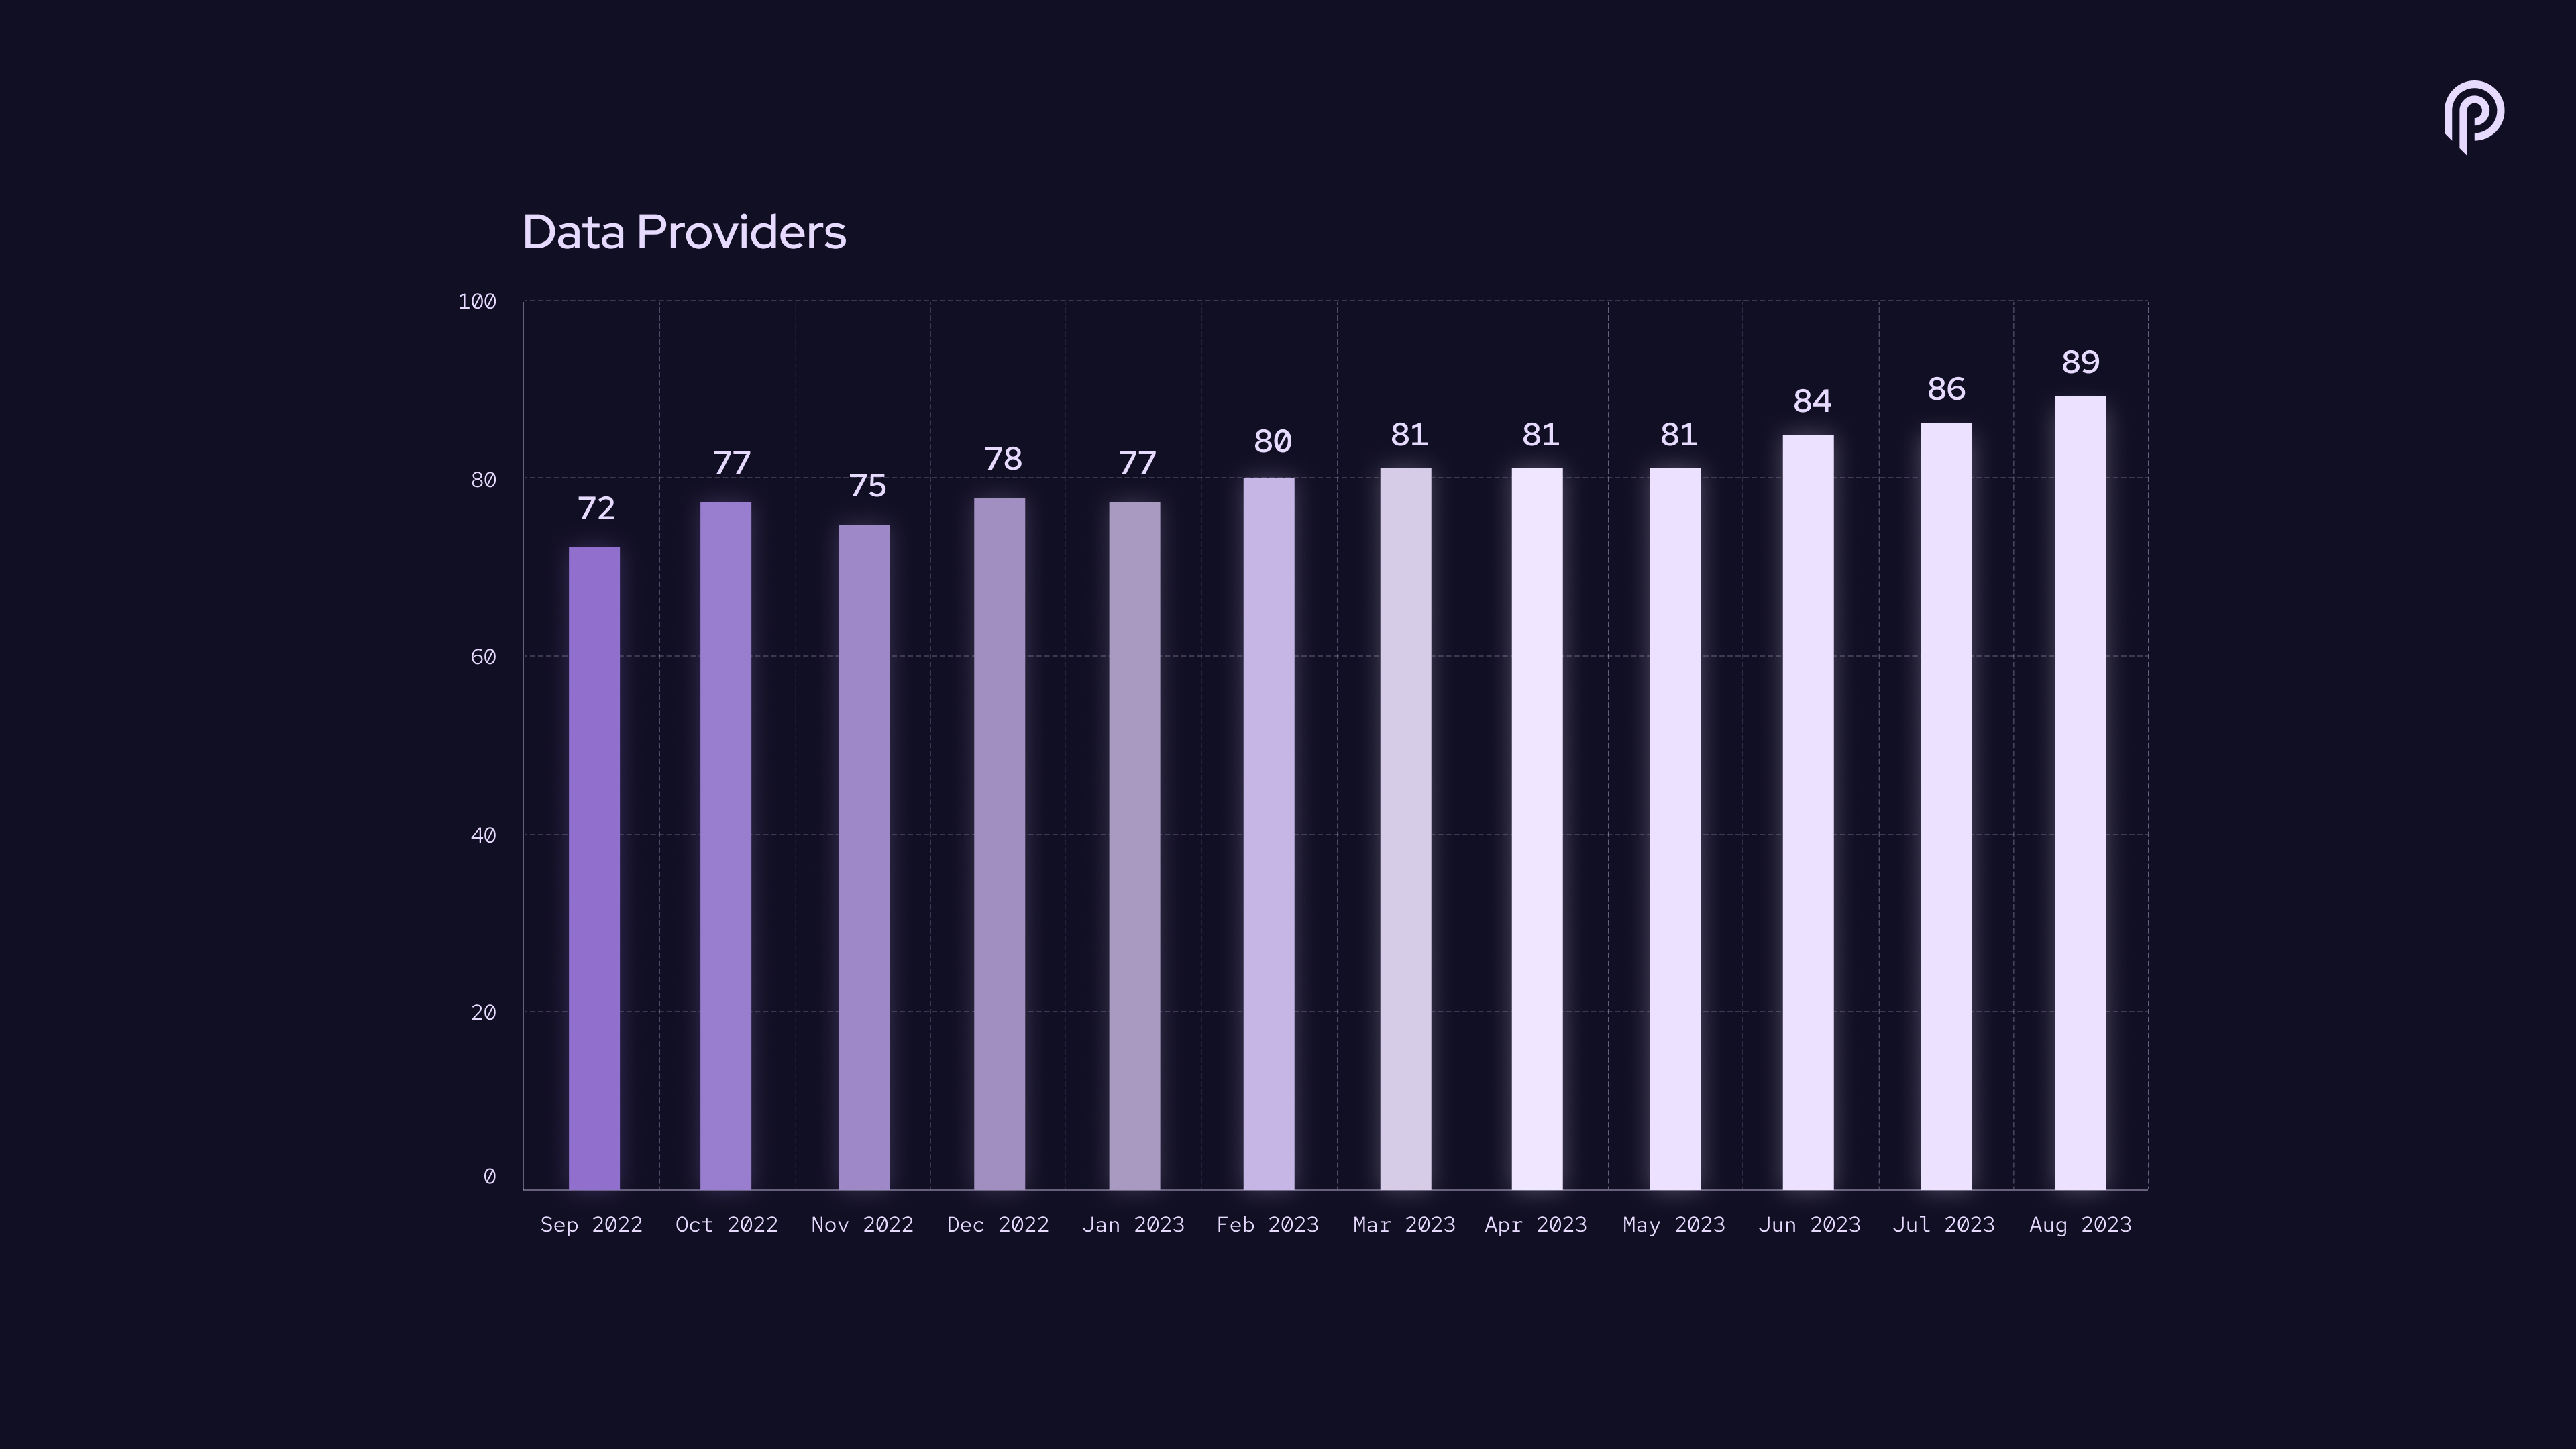 Data Providers
100
80
60
40
20
0
72
77
75
78
77
80
81
81
81
84
86
89
Sep 2022
Oct 2022
Nov 2022
Dec 2022
Jan 2023
Feb 2023
Mar 2023
Apr 2023
May 2023
Jun 2023
Jul 2023
Aug 2023